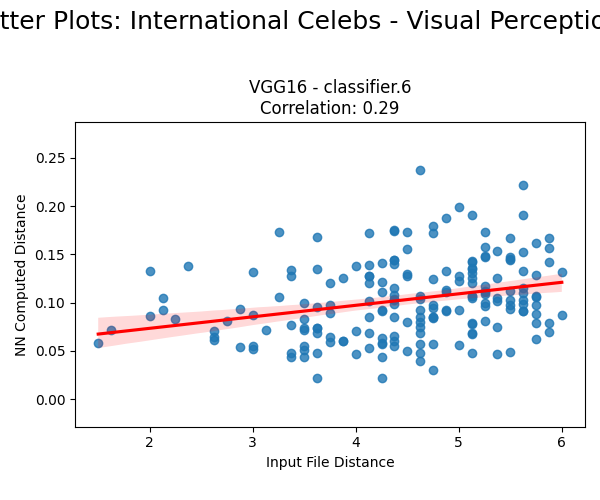 tter Plots: International Celebs - Visual Perceptio
VGG16 - classifier.6
Correlation: 0.29
NN Computed Distance
0.25
0.20
0.15
0.10
0.05
0.00
2 3 4 5 6
Input File Distance